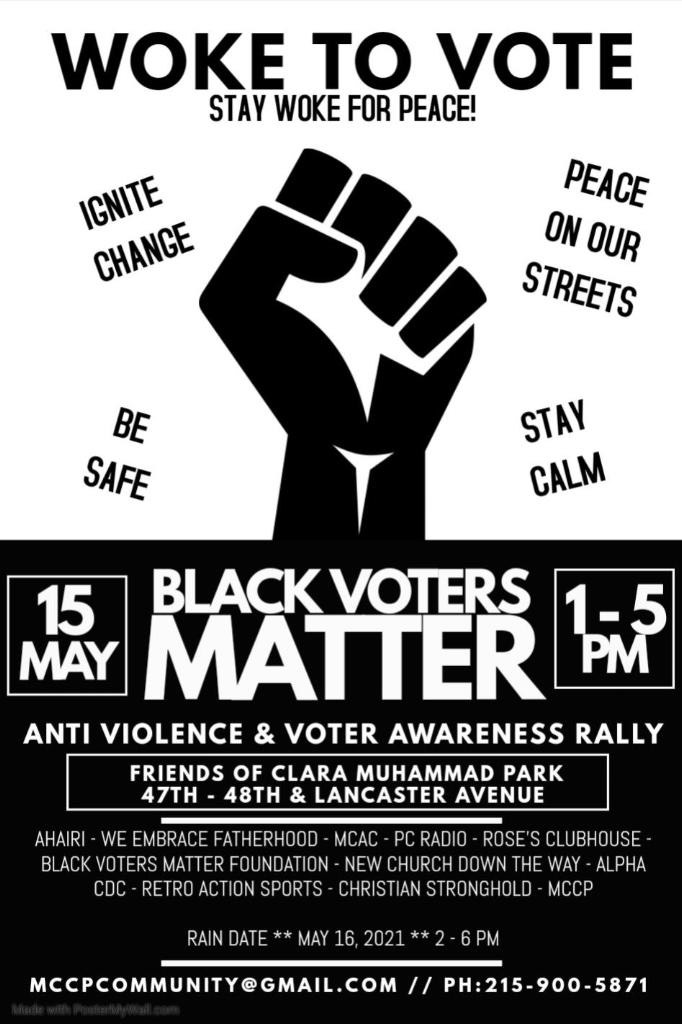 WOKE TO VOTE
STAY WOKE FOR PEACE!
IGNITE
CHANGE
PEACE
ON OUR
STREETS
BE
SAFE
STAY
CALM
15
MAY
BLACK VOTERS
MATTER
1 - 5
PM
ANTI VIOLENCE & VOTER AWARENESS RALLY
FRIENDS OF CLARA MUHAMMAD PARK
47TH - 48TH & LANCASTER AVENUE
AHAIRI - WE EMBRACE FATHERHOOD - MCAC - PC RADIO - ROSE'S CLUBHOUSE -
BLACK VOTERS MATTER FOUNDATION - NEW CHURCH DOWN THE WAY - ALPHA
CDC - RETRO ACTION SPORTS - CHRISTIAN STRONGHOLD - MCCP
RAIN DATE ** MAY 16, 2021 ** 2 - 6 PM
MCCPCOMMUNITY@GMAIL.COM // PH:215-900-5871
Made with PosterMyWall.com